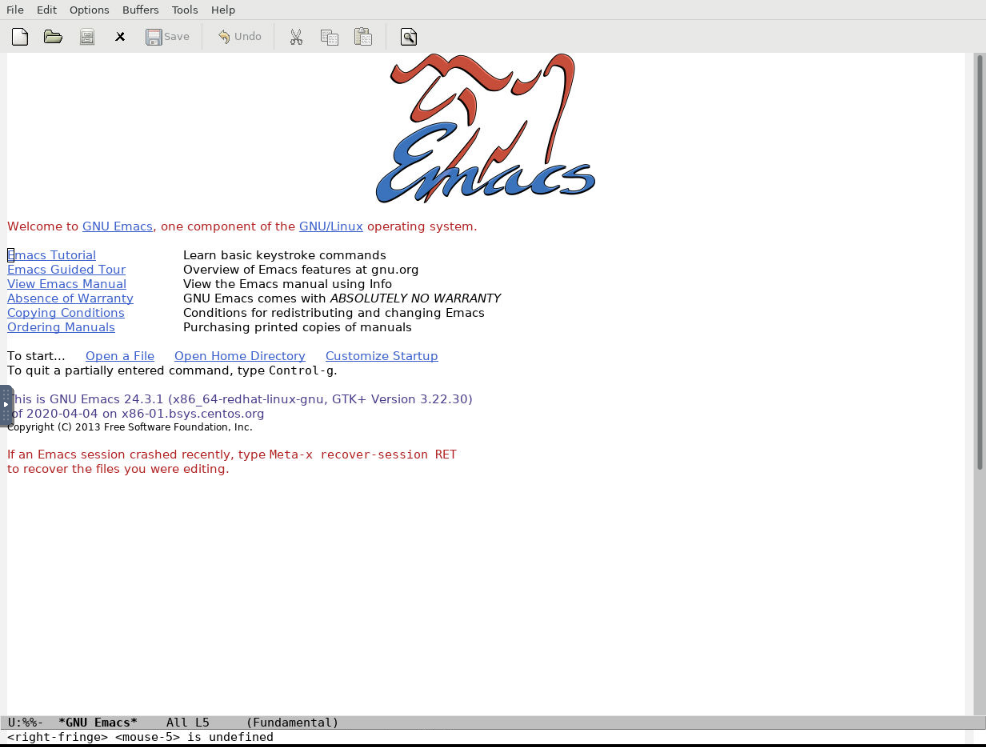 File Edit Options Buffers Tools Help
Save Undo
Emacs
Welcome to GNU Emacs, one component of the GNU/Linux operating system.
Emacs Tutorial Learn basic keystroke commands
Emacs Guided Tour Overview of Emacs features at gnu.org
View Emacs Manual View the Emacs manual using Info
Absence of Warranty GNU Emacs comes with ABSOLUTELY NO WARRANTY
Copying Conditions Conditions for redistributing and changing Emacs
Ordering Manuals Purchasing printed copies of manuals
To start... Open a File Open Home Directory Customize Startup
To quit a partially entered command, type Control-g.
This is GNU Emacs 24.3.1 (x86_64-redhat-linux-gnu, GTK+ Version 3.22.30)
of 2020-04-04 on x86-01.bsys.centos.org
Copyright (C) 2013 Free Software Foundation, Inc.
If an Emacs session crashed recently, type Meta-x recover-session RET
to recover the files you were editing.
U:%%- *GNU Emacs* All L5 (Fundamental)
<right-fringe> <mouse-5> is undefined